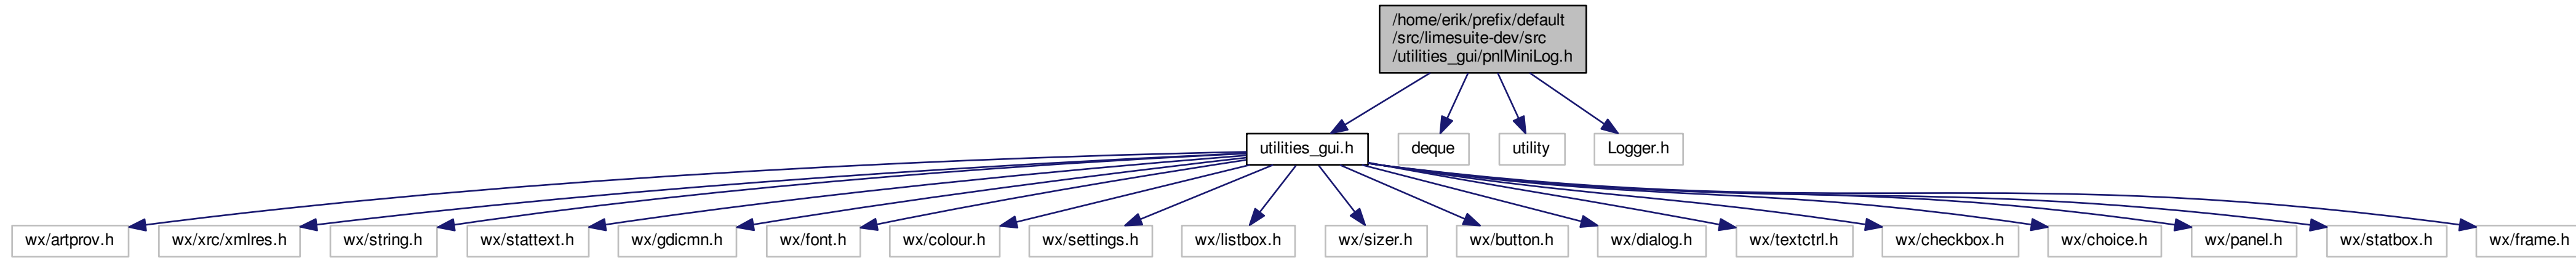 /home/erik/prefix/default
/src/limesuite-dev/src
/utilities_gui/pnlMiniLog.h
utilities_gui.h
deque
utility
Logger.h
wx/artprov.h
wx/xrc/xmlres.h
wx/string.h
wx/stattext.h
wx/gdicmn.h
wx/font.h
wx/colour.h
wx/settings.h
wx/listbox.h
wx/sizer.h
wx/button.h
wx/dialog.h
wx/textctrl.h
wx/checkbox.h
wx/choice.h
wx/panel.h
wx/statbox.h
wx/frame.h